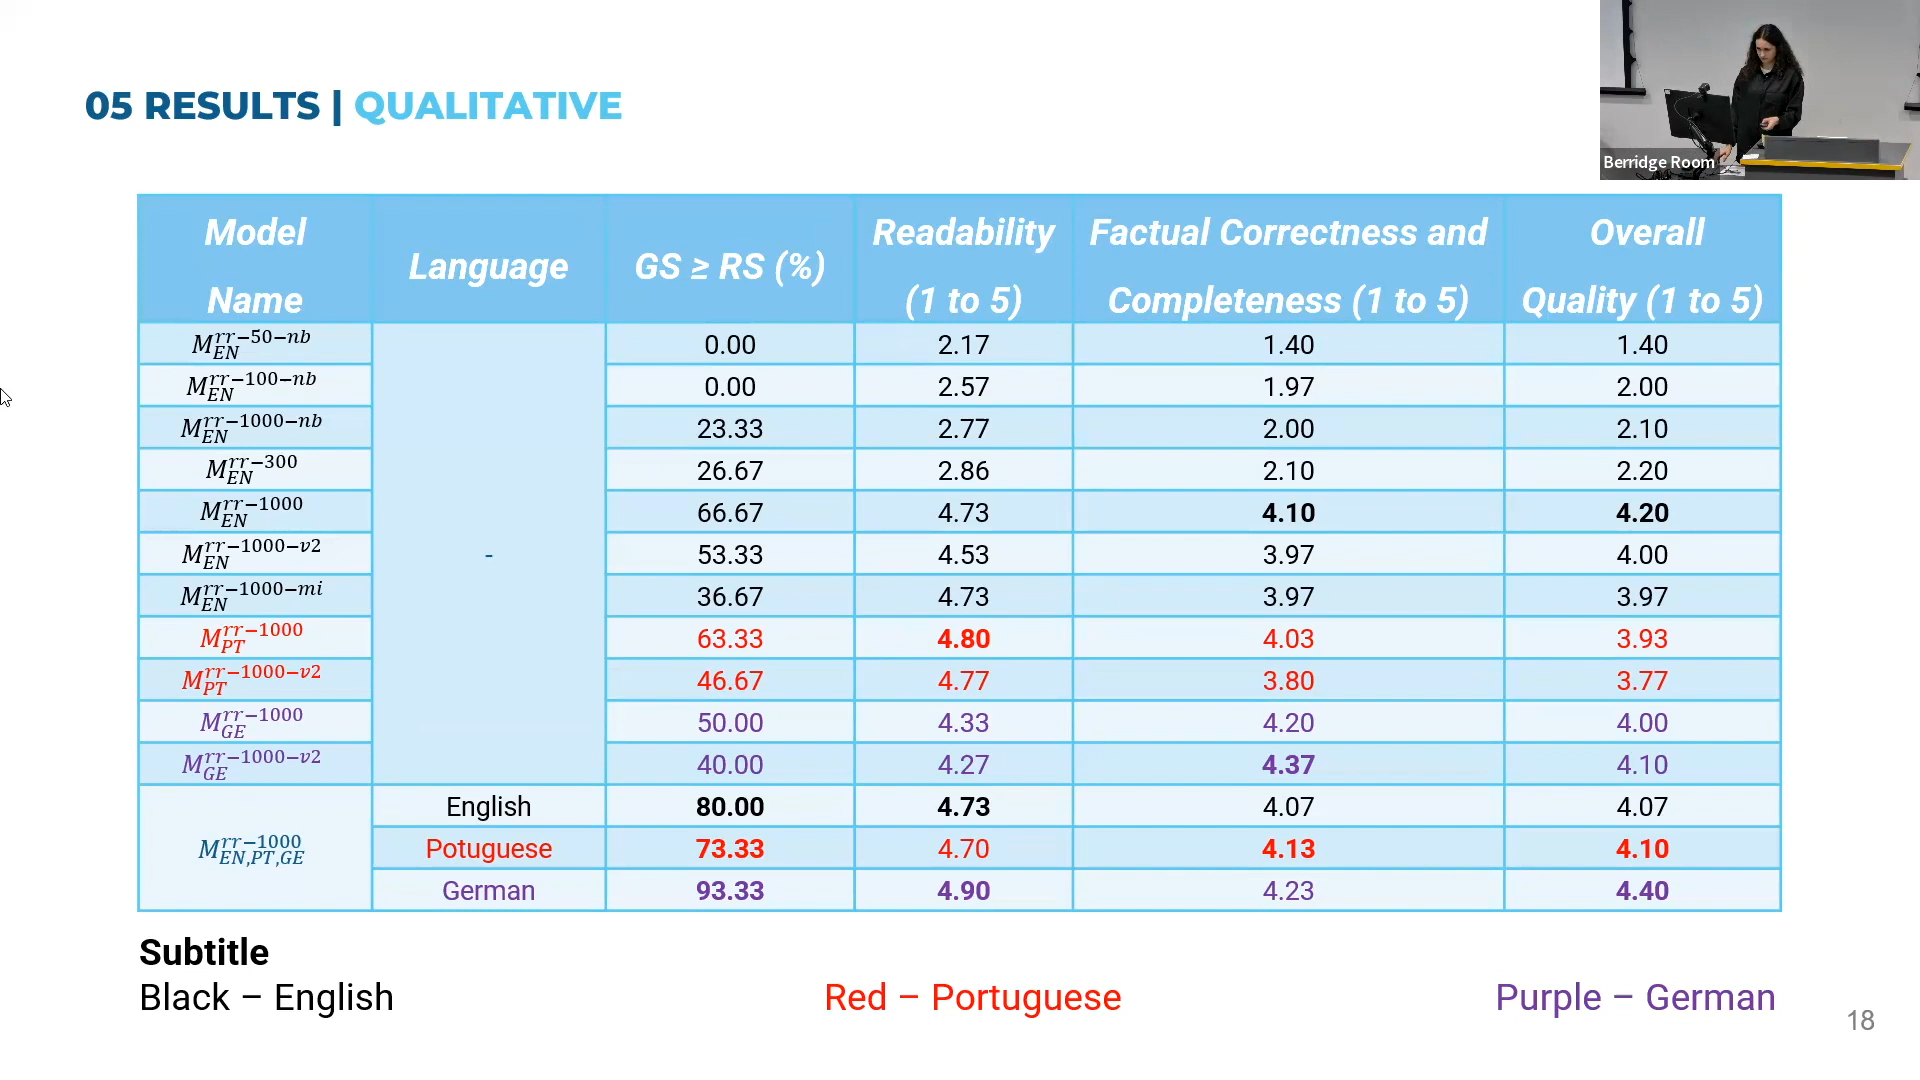 05 RESULTS | QUALITATIVE
Berridge Room
Model Name Language GS ≥ RS (%) Readability (1 to 5) Factual Correctness and Completeness (1 to 5) Overall Quality (1 to 5)
M_EN^rr−50−nb - 0.00 2.17 1.40 1.40
M_EN^rr−100−nb 0.00 2.57 1.97 2.00
M_EN^rr−1000−nb 23.33 2.77 2.00 2.10
M_EN^rr−300 26.67 2.86 2.10 2.20
M_EN^rr−1000 66.67 4.73 4.10 4.20
M_EN^rr−1000−v2 53.33 4.53 3.97 4.00
M_EN^rr−1000−mi 36.67 4.73 3.97 3.97
M_PT^rr−1000 63.33 4.80 4.03 3.93
M_PT^rr−1000−v2 46.67 4.77 3.80 3.77
M_GE^rr−1000 50.00 4.33 4.20 4.00
M_GE^rr−1000−v2 40.00 4.27 4.37 4.10
M_EN,PT,GE^rr−1000 English 80.00 4.73 4.07 4.07
Potuguese 73.33 4.70 4.13 4.10
German 93.33 4.90 4.23 4.40
Subtitle
Black – English Red – Portuguese Purple – German
18